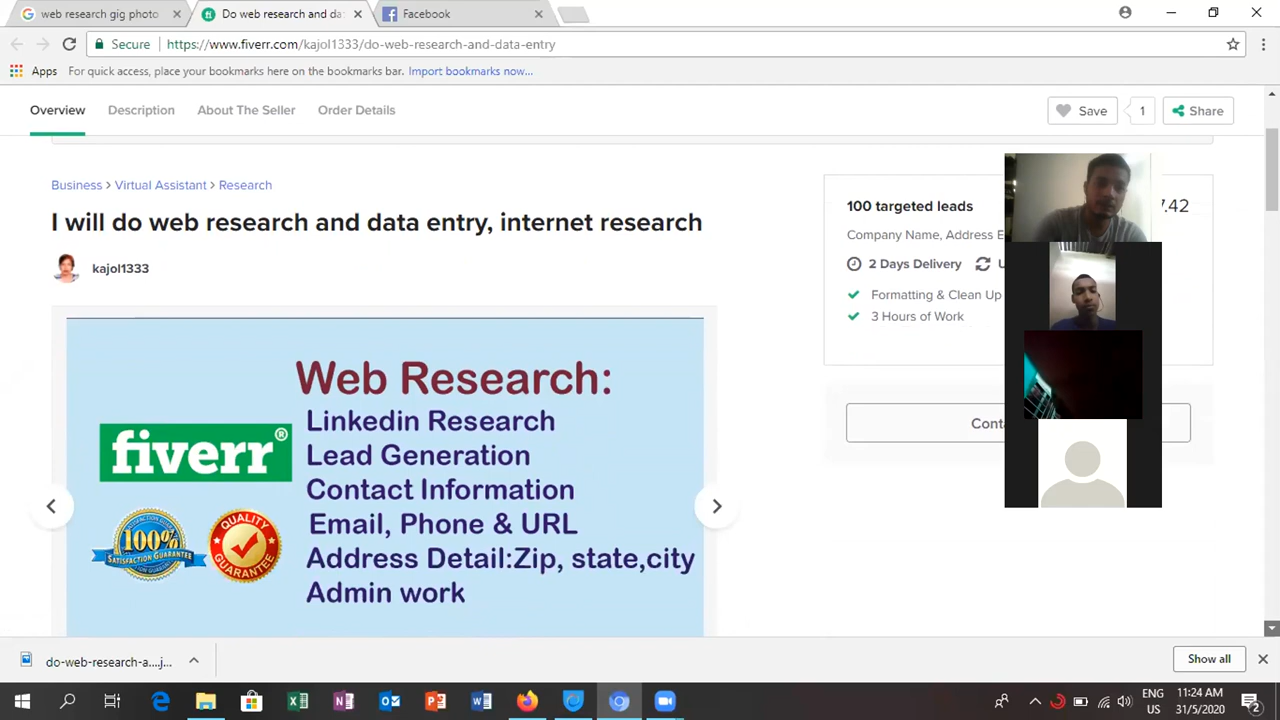 web research gig photo
Do web research and da
Facebook
Secure
https://www.fiverr.com/kajol1333/do-web-research-and-data-entry
Apps
For quick access, place your bookmarks here on the bookmarks bar. Import bookmarks now...
Overview
Description
About The Seller
Order Details
Save
1
Share
Business > Virtual Assistant > Research
I will do web research and data entry, internet research
kajol1333
100 targeted leads
7.42
Company Name, Address E
2 Days Delivery
Formatting & Clean Up
3 Hours of Work
Conta
Web Research:
Linkedin Research
Lead Generation
Contact Information
Email, Phone & URL
Address Detail:Zip, state,city
Admin work
fiverr®
100%
SATISFACTION GUARANTEE
QUALITY
GUARANTEE
do-web-research-a....j...
Show all
ENG
US
11:24 AM
31/5/2020
2